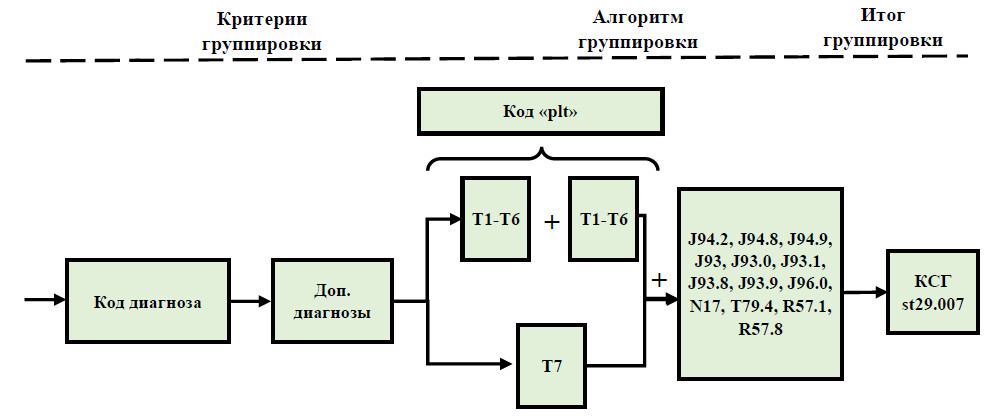 Критерии
группировки
Алгоритм
группировки
Итог
группировки
Код «plt»
T1-T6
+
T1-T6
Код диагноза
Доп.
диагнозы
T7
+
J94.2, J94.8, J94.9,
J93, J93.0, J93.1,
J93.8, J93.9, J96.0,
N17, T79.4, R57.1,
R57.8
КСГ
st29.007